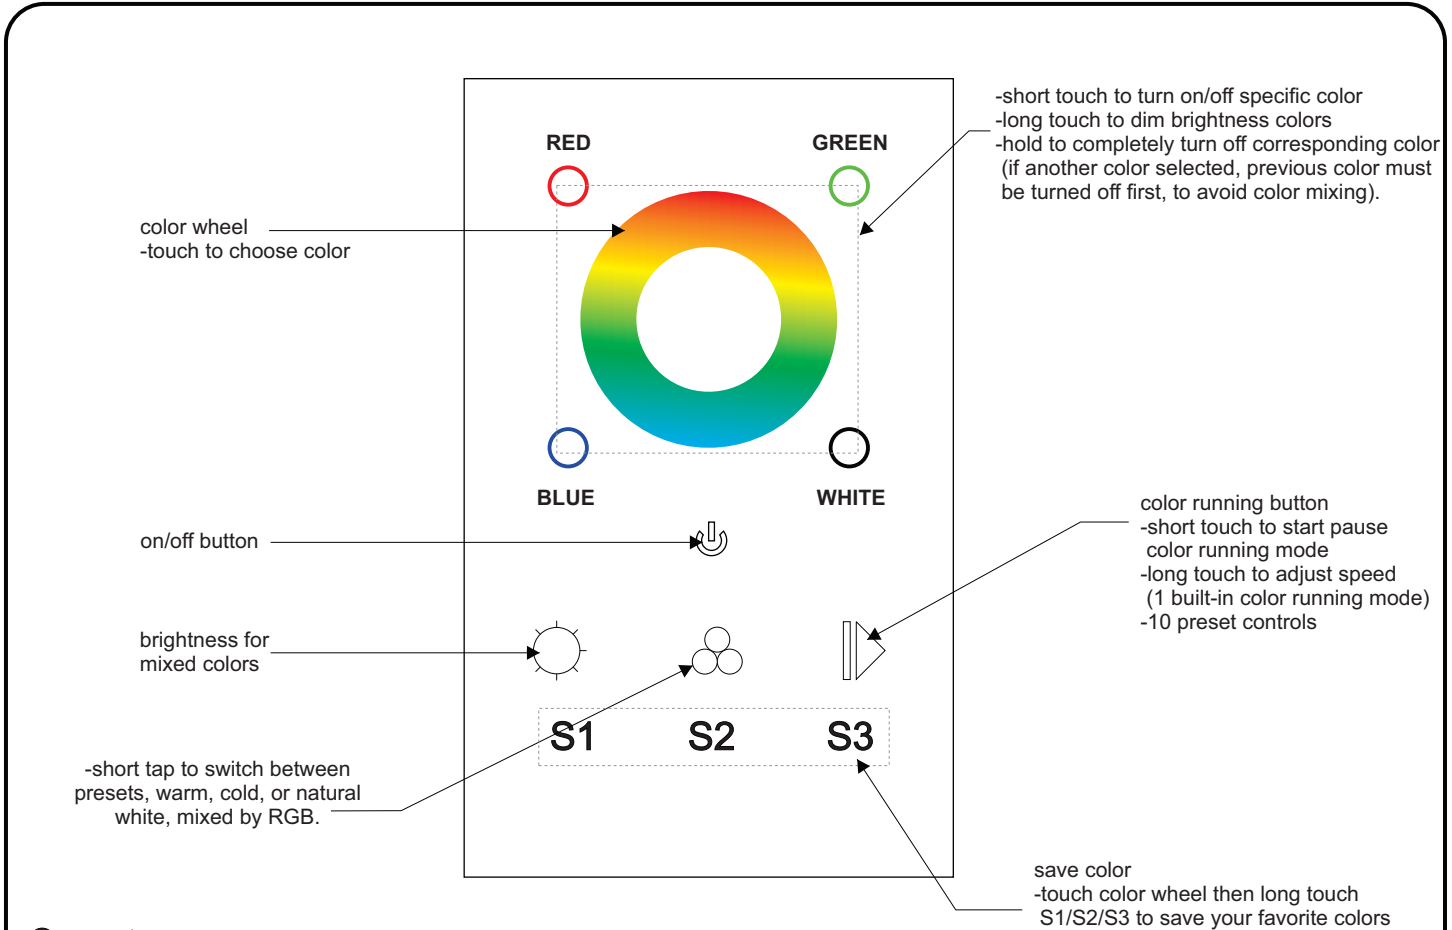 -short touch to turn on/off specific color
-long touch to dim brightness colors
-hold to completely turn off corresponding color
(if another color selected, previous color must
be turned off first, to avoid color mixing).
RED
GREEN
color wheel
-touch to choose color
BLUE
WHITE
on/off button
color running button
-short touch to start pause
color running mode
-long touch to adjust speed
(1 built-in color running mode)
-10 preset controls
brightness for
mixed colors
S1 S2 S3
-short tap to switch between
presets, warm, cold, or natural
white, mixed by RGB.
save color
-touch color wheel then long touch
S1/S2/S3 to save your favorite colors